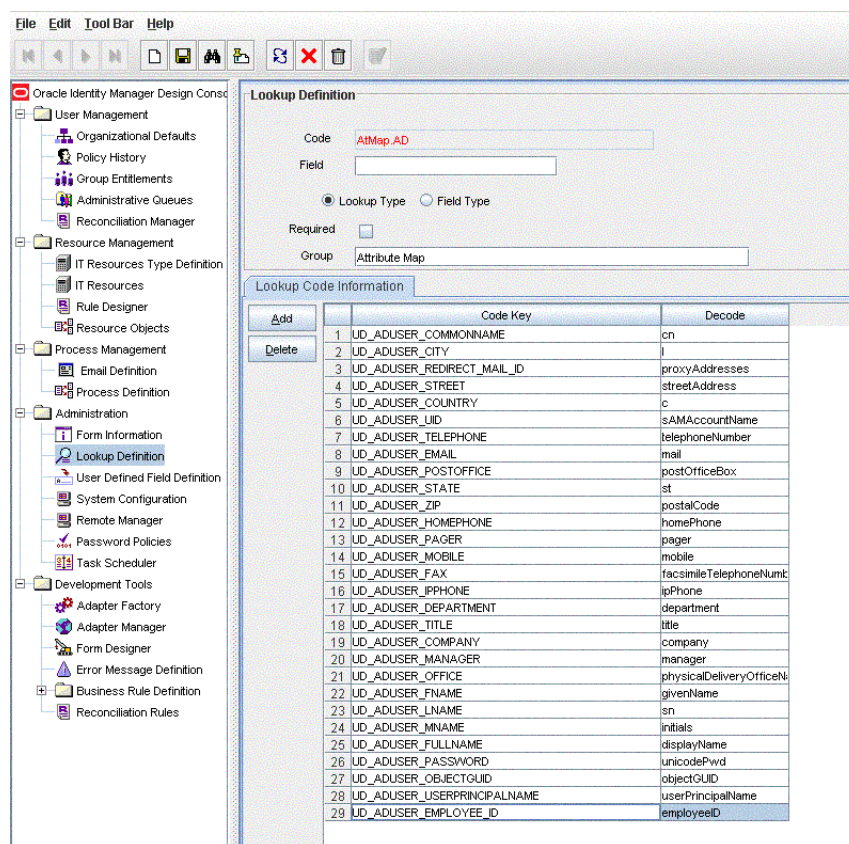 File Edit Tool Bar Help
Oracle Identity Manager Design Consc
User Management
Organizational Defaults
Policy History
Group Entitlements
Administrative Queues
Reconciliation Manager
Resource Management
IT Resources Type Definition
IT Resources
Rule Designer
Resource Objects
Process Management
Email Definition
Process Definition
Administration
Form Information
Lookup Definition
User Defined Field Definition
System Configuration
Remote Manager
Password Policies
Task Scheduler
Development Tools
Adapter Factory
Adapter Manager
Form Designer
Error Message Definition
Business Rule Definition
Reconciliation Rules
Lookup Definition
Code AtMap.AD
Field
Lookup Type Field Type
Required
Group Attribute Map
Lookup Code Information
Add
Delete
Code Key Decode
1 UD_ADUSER_COMMONNAME cn
2 UD_ADUSER_CITY l
3 UD_ADUSER_REDIRECT_MAIL_ID proxyAddresses
4 UD_ADUSER_STREET streetAddress
5 UD_ADUSER_COUNTRY c
6 UD_ADUSER_UID sAMAccountName
7 UD_ADUSER_TELEPHONE telephoneNumber
8 UD_ADUSER_EMAIL mail
9 UD_ADUSER_POSTOFFICE postOfficeBox
10 UD_ADUSER_STATE st
11 UD_ADUSER_ZIP postalCode
12 UD_ADUSER_HOMEPHONE homePhone
13 UD_ADUSER_PAGER pager
14 UD_ADUSER_MOBILE mobile
15 UD_ADUSER_FAX facsimileTelephoneNumb
16 UD_ADUSER_IPPHONE ipPhone
17 UD_ADUSER_DEPARTMENT department
18 UD_ADUSER_TITLE title
19 UD_ADUSER_COMPANY company
20 UD_ADUSER_MANAGER manager
21 UD_ADUSER_OFFICE physicalDeliveryOfficeNa
22 UD_ADUSER_FNAME givenName
23 UD_ADUSER_LNAME sn
24 UD_ADUSER_MNAME initials
25 UD_ADUSER_FULLNAME displayName
26 UD_ADUSER_PASSWORD unicodePwd
27 UD_ADUSER_OBJECTGUID objectGUID
28 UD_ADUSER_USERPRINCIPALNAME userPrincipalName
29 UD_ADUSER_EMPLOYEE_ID employeeID